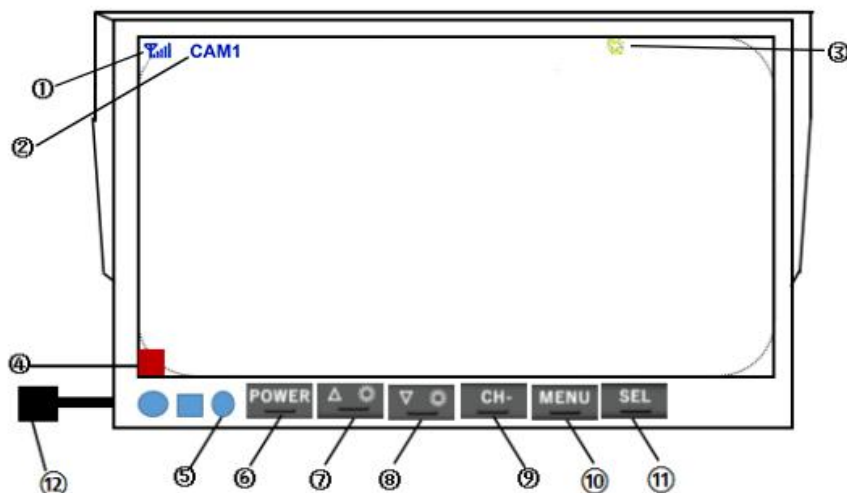 CAM1
①
②
③
④
POWER
CH-
MENU
SEL
⑤
⑥
⑦
⑧
⑨
⑩
⑪
⑫